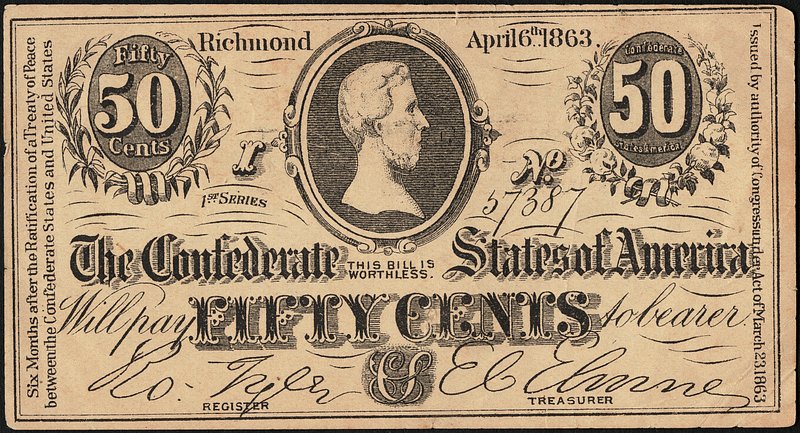 Six Months after the Ratification of a Treaty of Peace
between the Confederate States and United States
Fifty
50
Cents
Richmond
April 6th. 1863.
Confederate
50
States America
I
1ST SERIES
No
57387
The Confederate
THIS BILL IS
WORTHLESS.
States of America
Will pay
FIFTY CENTS
to bearer
Ro. Tyler
REGISTER
CS
TREASURER
Issued by authority of Congress under Act of March 23.1863